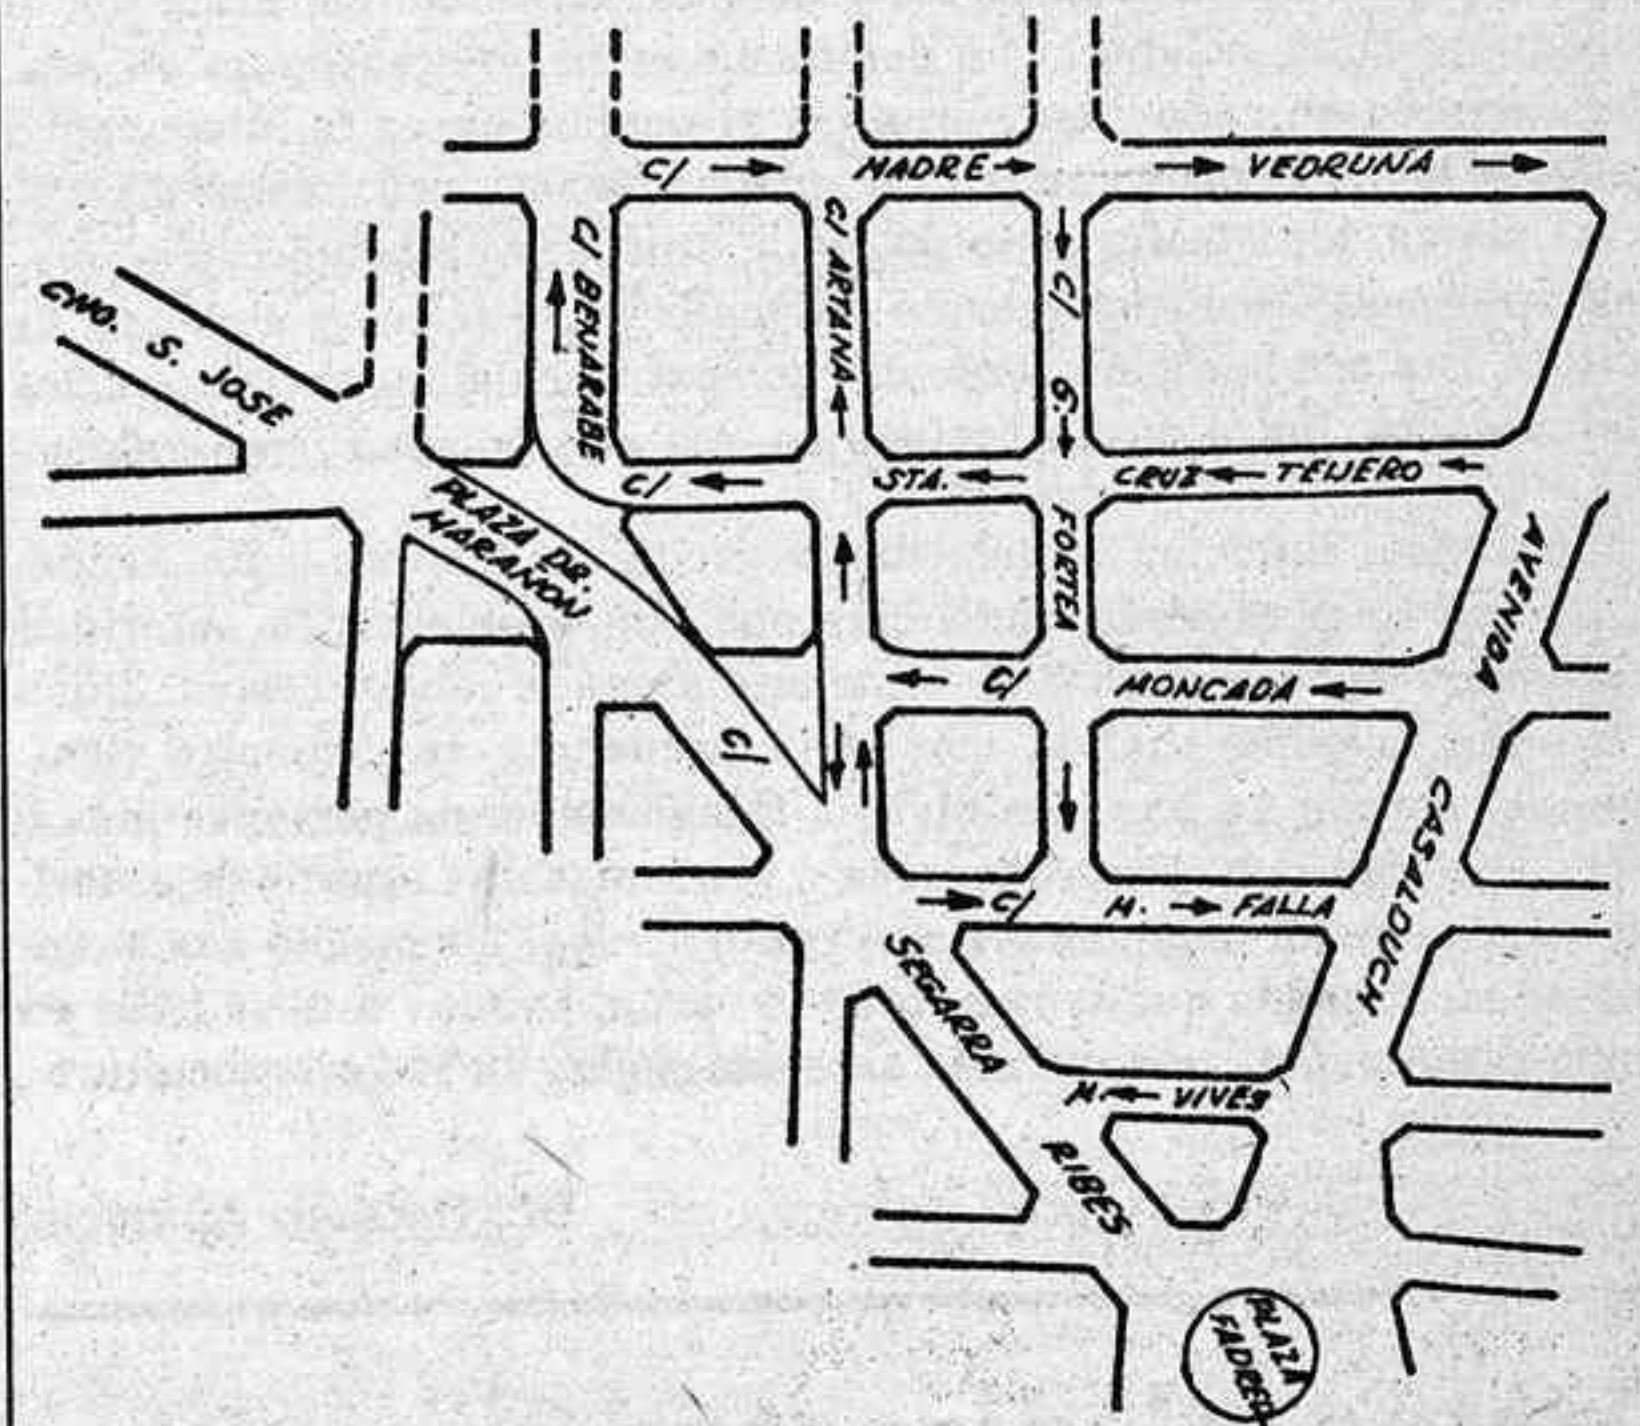 C/ MADRE VEDRUNA
C/ BENARABE
C/ ARTANA
C/ G. FORTEA
CNO. S. JOSE
C/ STA. CRUZ TEIJERO
PLAZA DR.
MARAÑON
AVENIDA CASALDUCH
C/ MONCADA
C/ SEGARRA RIBES
C/ M. FALLA
M. VIVES
PLAZA
FADRELL